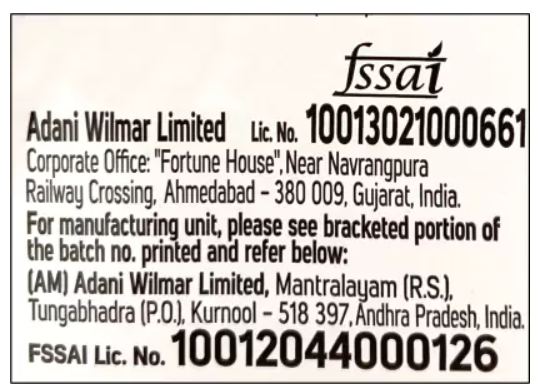 fssai
Adani Wilmar Limited Lic. No. 10013021000661
Corporate Office: "Fortune House", Near Navrangpura
Railway Crossing, Ahmedabad - 380 009, Gujarat, India.
For manufacturing unit, please see bracketed portion of
the batch no. printed and refer below:
(AM) Adani Wilmar Limited, Mantralayam (R.S.),
Tungabhadra (P.O.), Kurnool - 518 397, Andhra Pradesh, India.
FSSAI Lic. No. 10012044000126